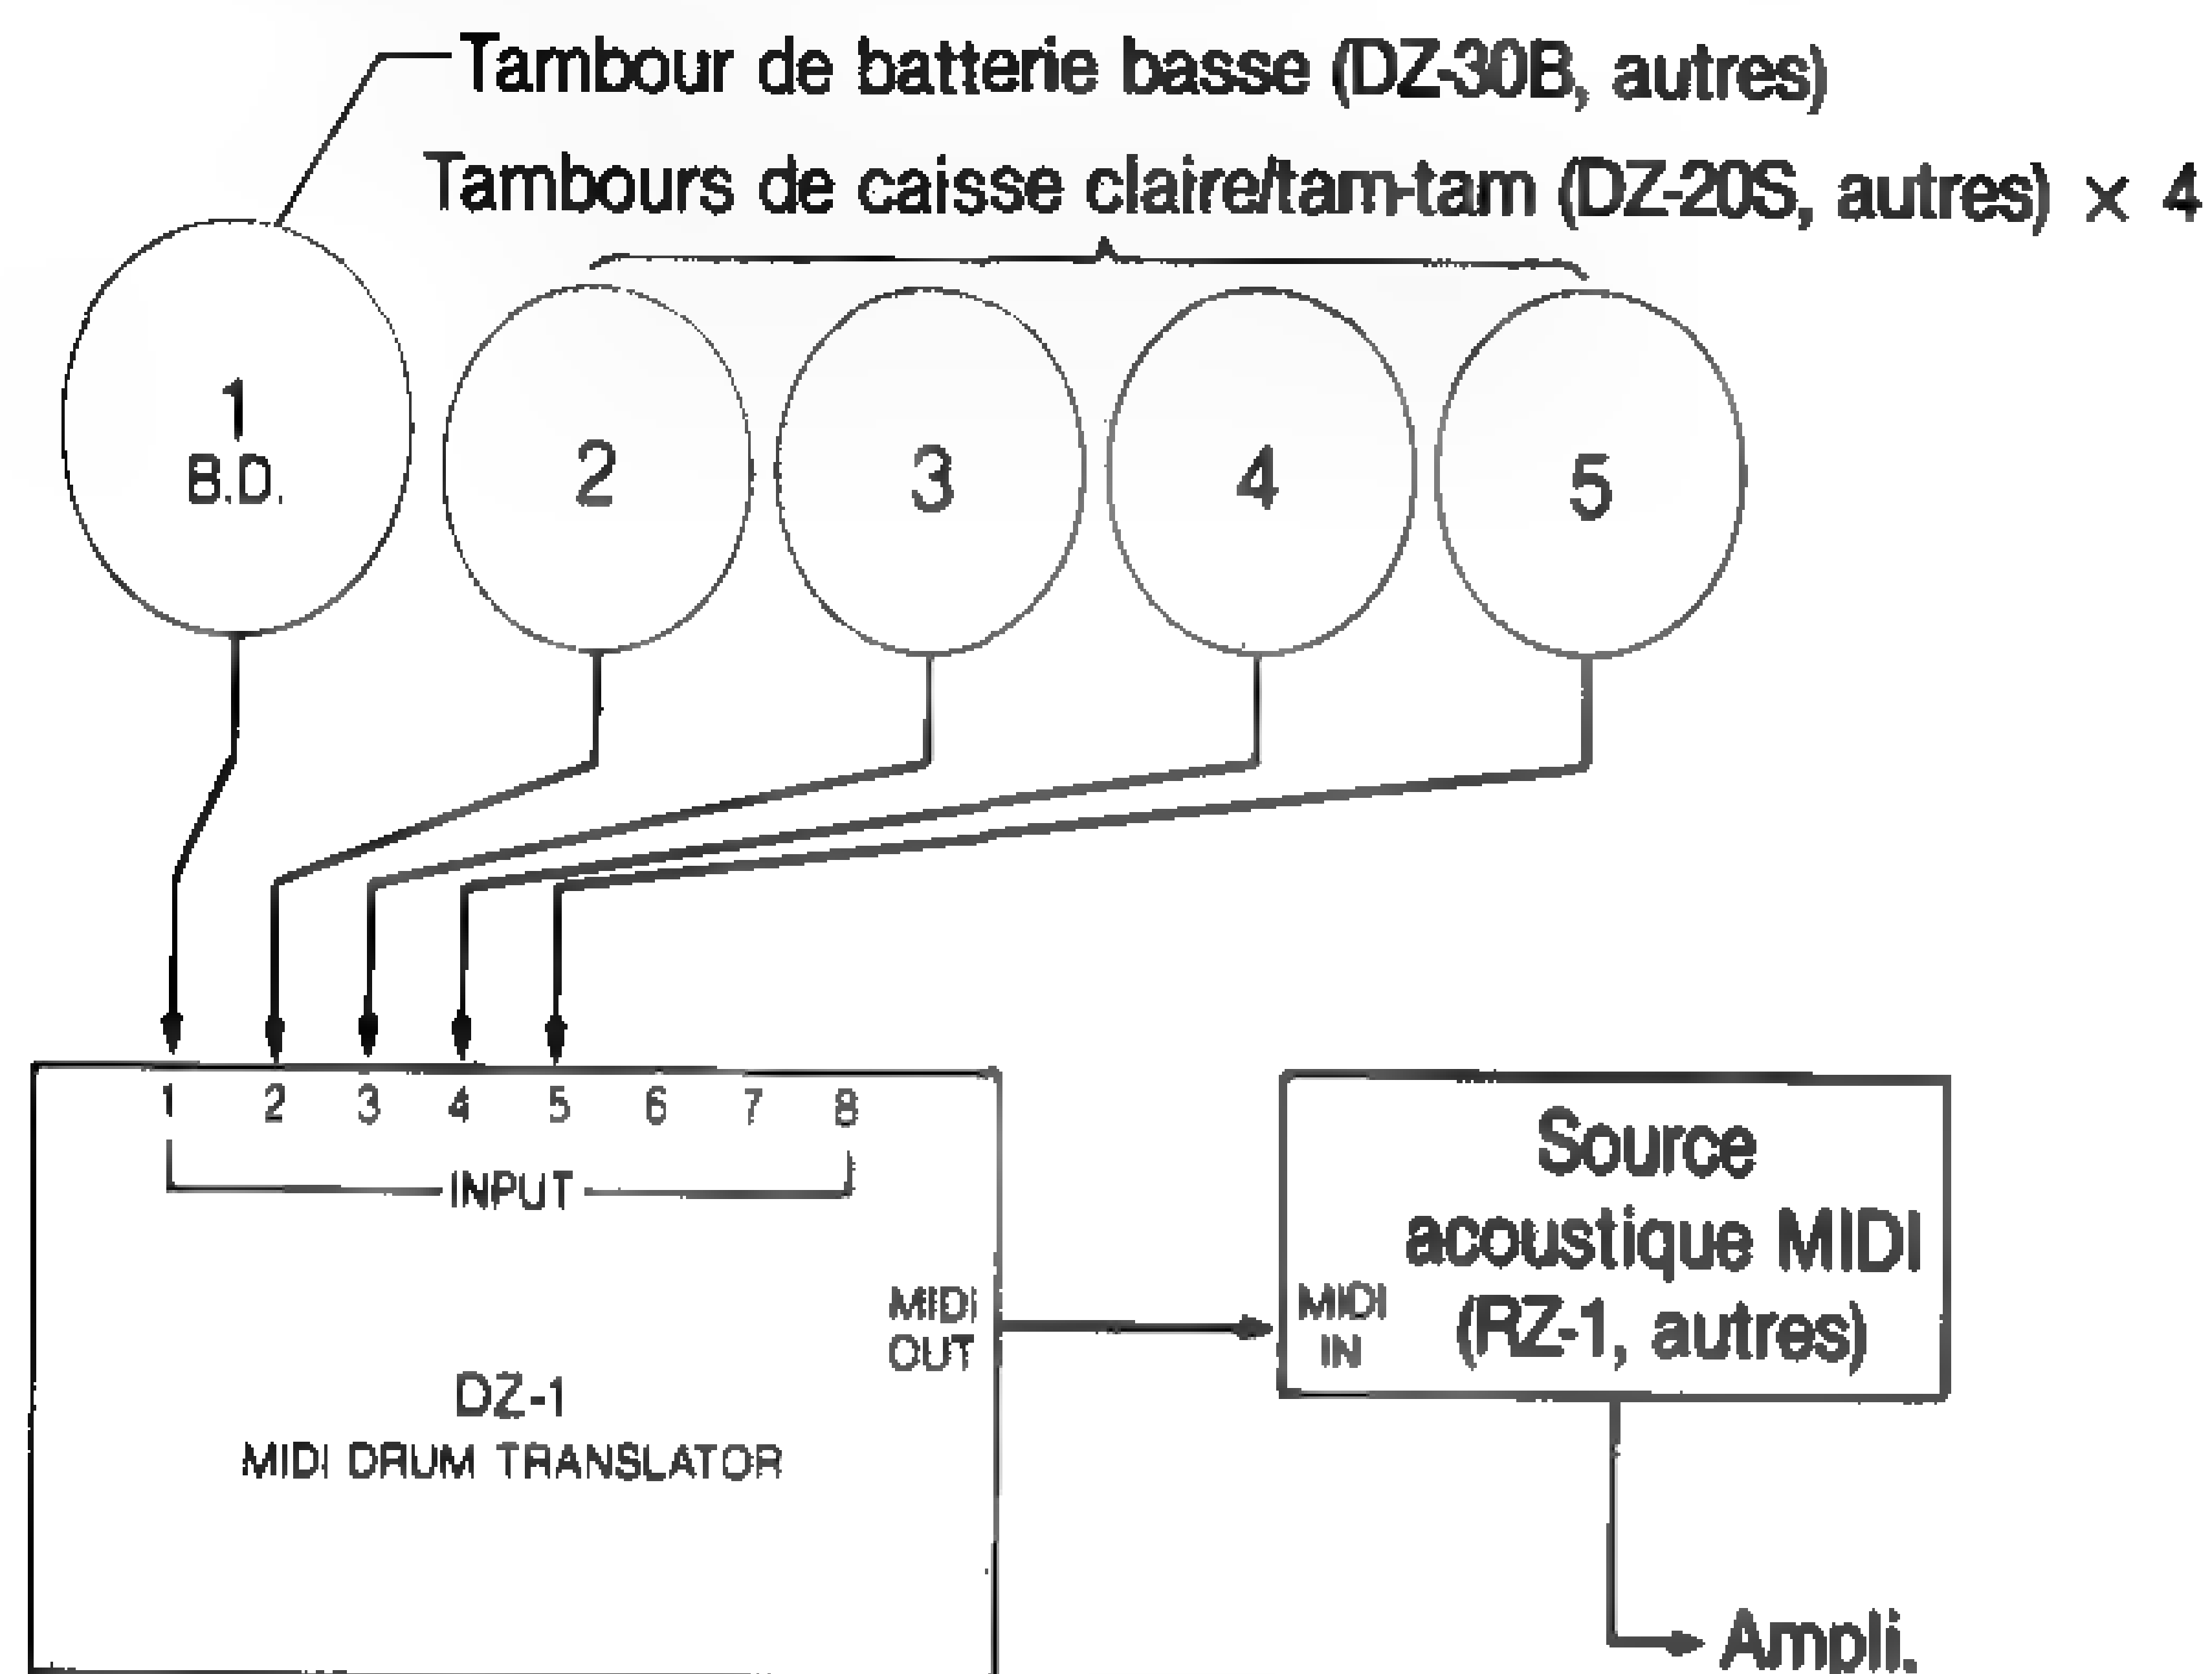 Tambour de batterie basse (DZ-30B, autres)
Tambours de caisse claire/tam-tam (DZ-20S, autres) × 4
1
B.D.
2
3
4
5
1 2 3 4 5 6 7 8
INPUT
MIDI
OUT
DZ-1
MIDI DRUM TRANSLATOR
MIDI
IN
Source
acoustique MIDI
(RZ-1, autres)
Ampli.